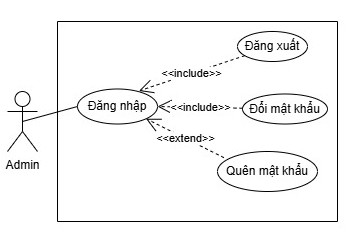 Đăng xuất
<<include>>
Đăng nhập
<<include>>
Đổi mật khẩu
<<extend>>
Admin
Quên mật khẩu